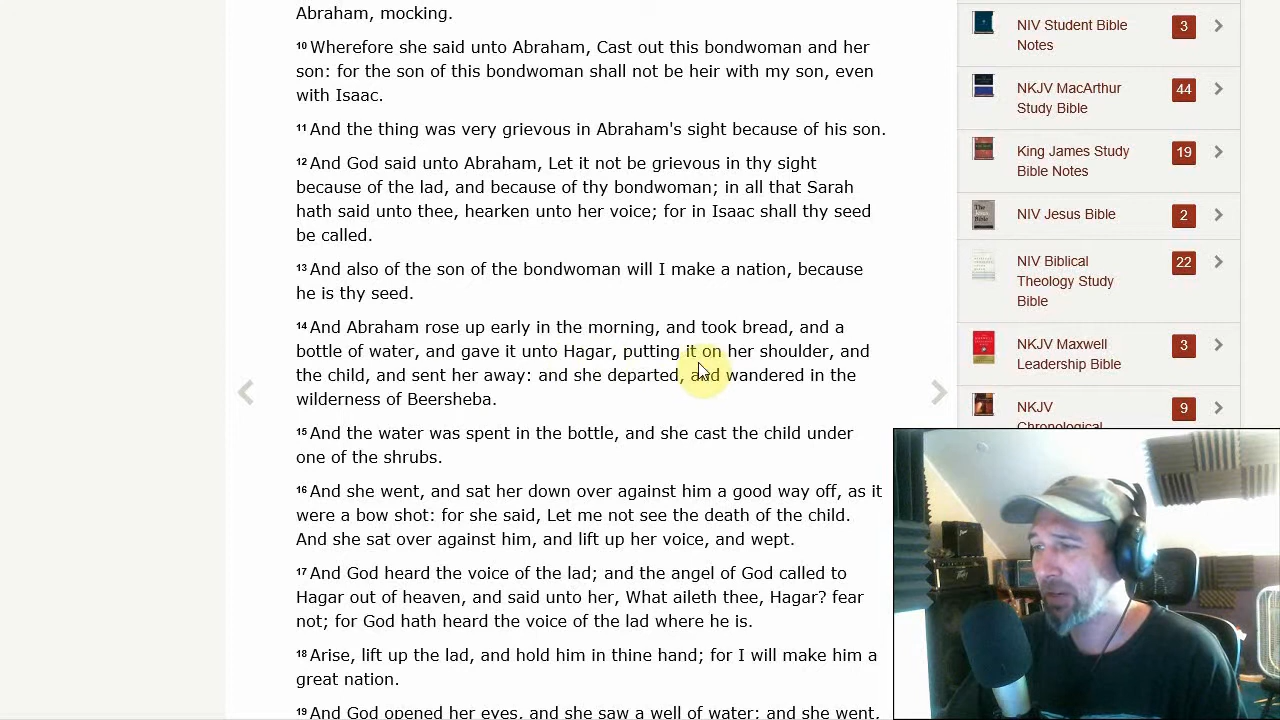 Abraham, mocking.
10 Wherefore she said unto Abraham, Cast out this bondwoman and her
son: for the son of this bondwoman shall not be heir with my son, even
with Isaac.
11 And the thing was very grievous in Abraham's sight because of his son.
12 And God said unto Abraham, Let it not be grievous in thy sight
because of the lad, and because of thy bondwoman; in all that Sarah
hath said unto thee, hearken unto her voice; for in Isaac shall thy seed
be called.
13 And also of the son of the bondwoman will I make a nation, because
he is thy seed.
14 And Abraham rose up early in the morning, and took bread, and a
bottle of water, and gave it unto Hagar, putting it on her shoulder, and
the child, and sent her away: and she departed, and wandered in the
wilderness of Beersheba.
15 And the water was spent in the bottle, and she cast the child under
one of the shrubs.
16 And she went, and sat her down over against him a good way off, as it
were a bow shot: for she said, Let me not see the death of the child.
And she sat over against him, and lift up her voice, and wept.
17 And God heard the voice of the lad; and the angel of God called to
Hagar out of heaven, and said unto her, What aileth thee, Hagar? fear
not; for God hath heard the voice of the lad where he is.
18 Arise, lift up the lad, and hold him in thine hand; for I will make him a
great nation.
19 And God opened her eyes, and she saw a well of water; and she went,
NIV Student Bible
Notes
3
NKJV MacArthur
Study Bible
44
King James Study
Bible Notes
19
The
Jesus
Bible
NIV Jesus Bible
2
NIV Biblical
Theology Study
Bible
22
NKJV Maxwell
Leadership Bible
3
NKJV
Chronological
9